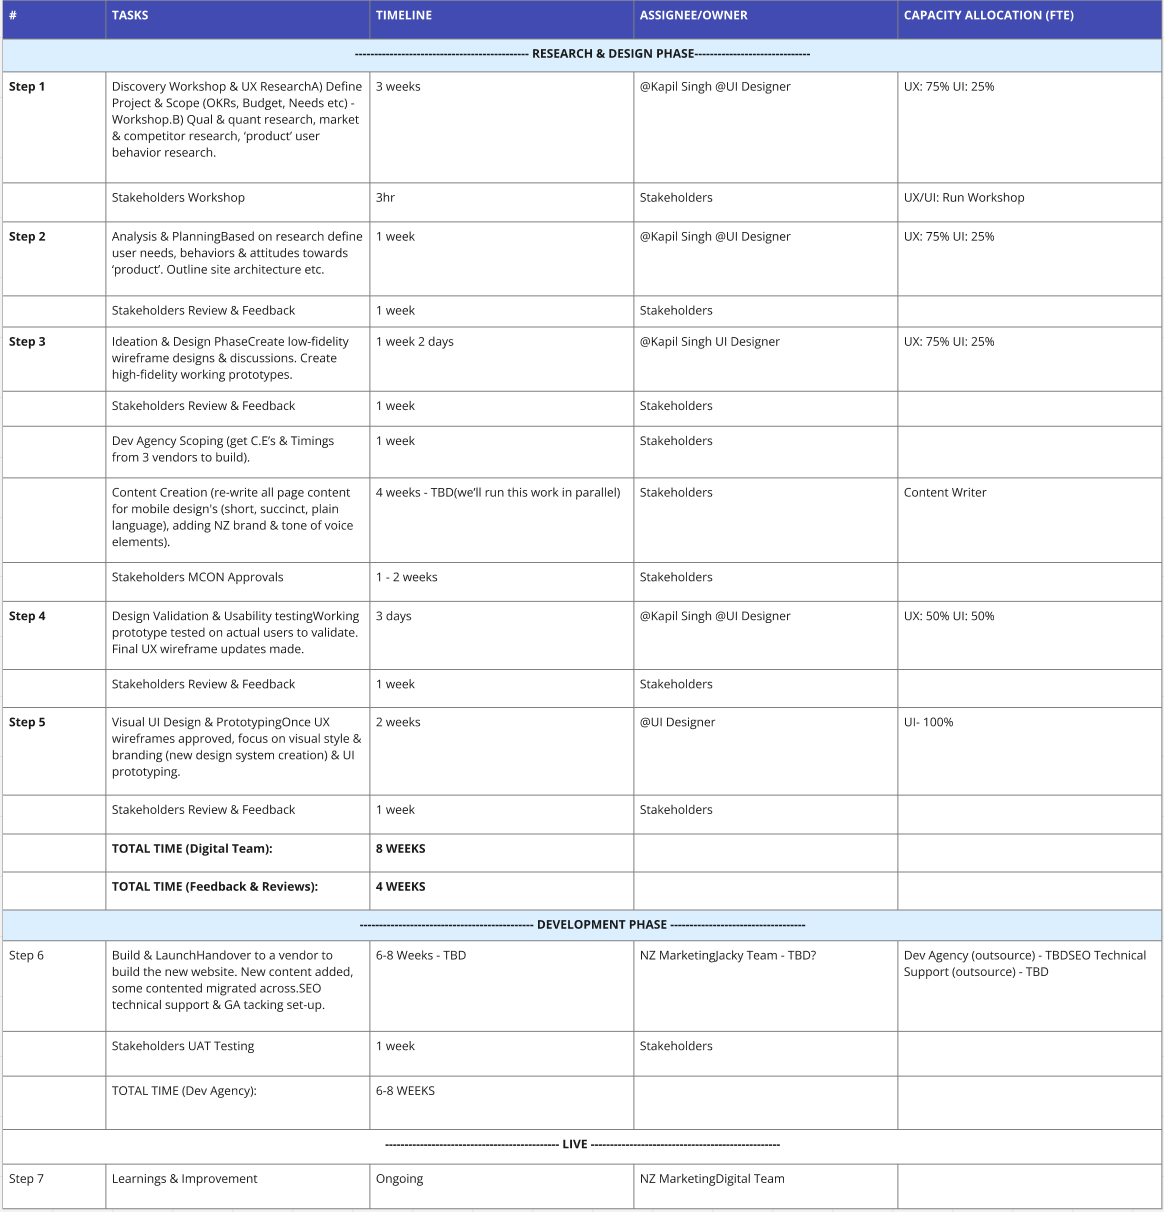 # TASKS TIMELINE ASSIGNEE/OWNER CAPACITY ALLOCATION (FTE)
--------------------------------------------- RESEARCH & DESIGN PHASE------------------------------
Step 1
Discovery Workshop & UX ResearchA) Define
Project & Scope (OKRs, Budget, Needs etc) -
Workshop.B) Qual & quant research, market
& competitor research, ‘product’ user
behavior research.
3 weeks
@Kapil Singh @UI Designer
UX: 75% UI: 25%
Stakeholders Workshop
3hr
Stakeholders
UX/UI: Run Workshop
Step 2
Analysis & PlanningBased on research define
user needs, behaviors & attitudes towards
‘product’. Outline site architecture etc.
1 week
@Kapil Singh @UI Designer
UX: 75% UI: 25%
Stakeholders Review & Feedback
1 week
Stakeholders
Step 3
Ideation & Design PhaseCreate low-fidelity
wireframe designs & discussions. Create
high-fidelity working prototypes.
1 week 2 days
@Kapil Singh UI Designer
UX: 75% UI: 25%
Stakeholders Review & Feedback
1 week
Stakeholders
Dev Agency Scoping (get C.E’s & Timings
from 3 vendors to build).
1 week
Stakeholders
Content Creation (re-write all page content
for mobile design's (short, succinct, plain
language), adding NZ brand & tone of voice
elements).
4 weeks - TBD(we’ll run this work in parallel)
Stakeholders
Content Writer
Stakeholders MCON Approvals
1 - 2 weeks
Stakeholders
Step 4
Design Validation & Usability testingWorking
prototype tested on actual users to validate.
Final UX wireframe updates made.
3 days
@Kapil Singh @UI Designer
UX: 50% UI: 50%
Stakeholders Review & Feedback
1 week
Stakeholders
Step 5
Visual UI Design & PrototypingOnce UX
wireframes approved, focus on visual style &
branding (new design system creation) & UI
prototyping.
2 weeks
@UI Designer
UI- 100%
Stakeholders Review & Feedback
1 week
Stakeholders
TOTAL TIME (Digital Team):
8 WEEKS
TOTAL TIME (Feedback & Reviews):
4 WEEKS
--------------------------------------------- DEVELOPMENT PHASE -----------------------------------
Step 6
Build & LaunchHandover to a vendor to
build the new website. New content added,
some contented migrated across.SEO
technical support & GA tacking set-up.
6-8 Weeks - TBD
NZ MarketingJacky Team - TBD?
Dev Agency (outsource) - TBDSEO Technical
Support (outsource) - TBD
Stakeholders UAT Testing
1 week
Stakeholders
TOTAL TIME (Dev Agency):
6-8 WEEKS
--------------------------------------------- LIVE -------------------------------------------------
Step 7
Learnings & Improvement
Ongoing
NZ MarketingDigital Team